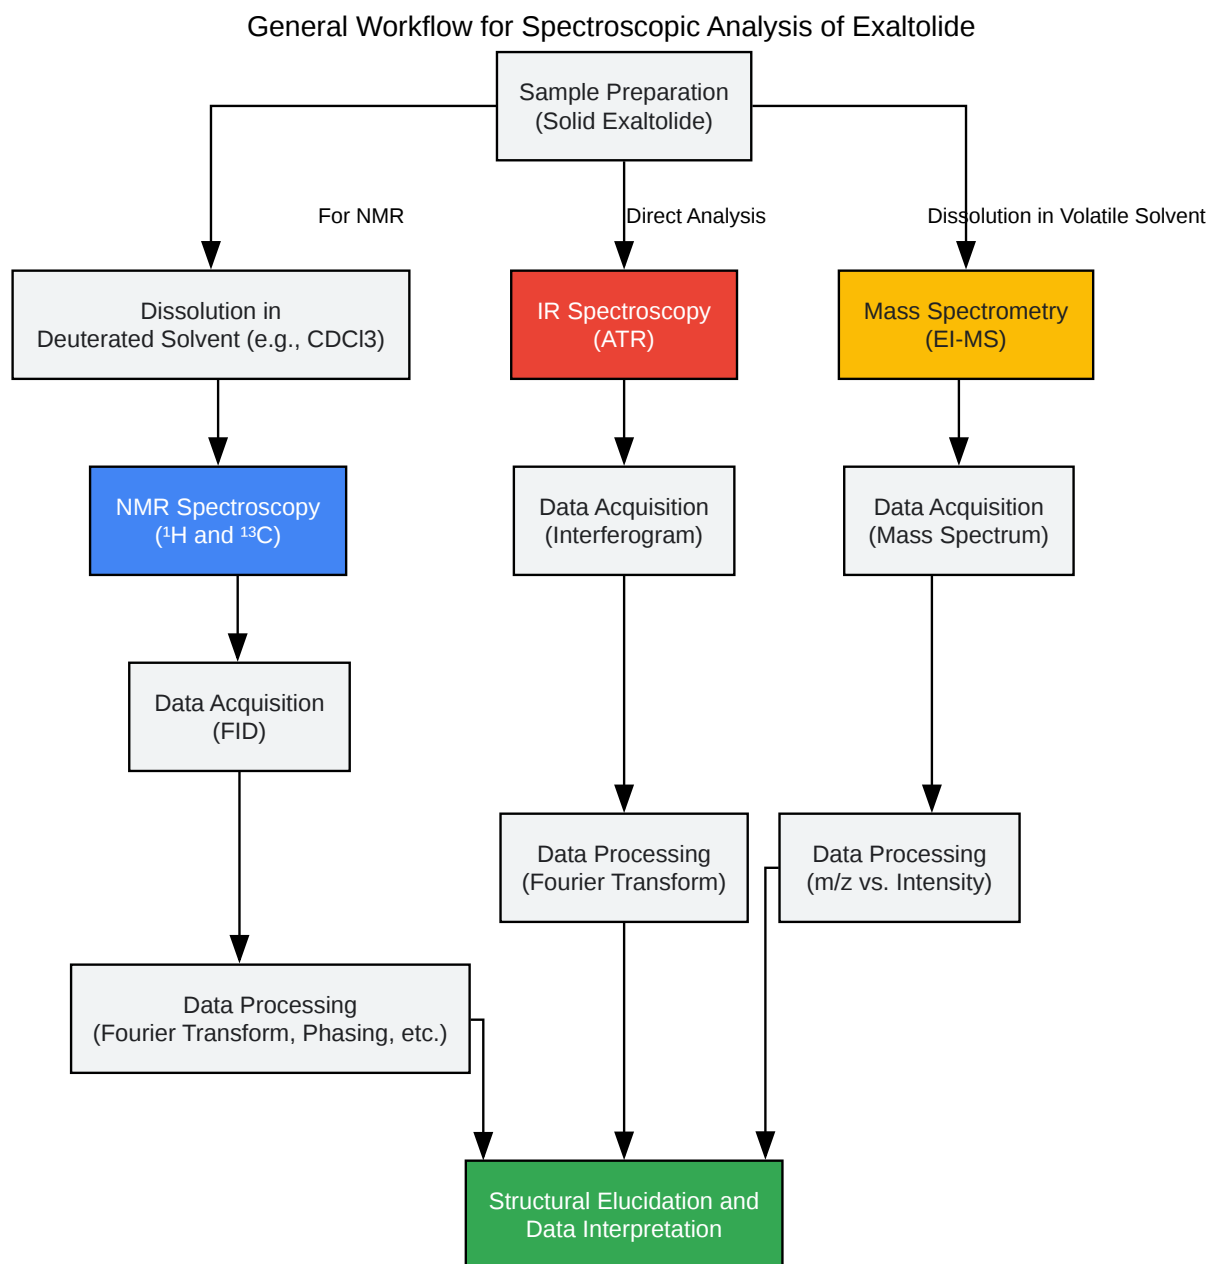 General Workflow for Spectroscopic Analysis of Exaltolide
Sample Preparation
(Solid Exaltolide)
For NMR
Direct Analysis
Dissolution in Volatile Solvent
Dissolution in
Deuterated Solvent (e.g., CDCl3)
IR Spectroscopy
(ATR)
Mass Spectrometry
(EI-MS)
NMR Spectroscopy
(¹H and ¹³C)
Data Acquisition
(Interferogram)
Data Acquisition
(Mass Spectrum)
Data Acquisition
(FID)
Data Processing
(Fourier Transform)
Data Processing
(m/z vs. Intensity)
Data Processing
(Fourier Transform, Phasing, etc.)
Structural Elucidation and
Data Interpretation